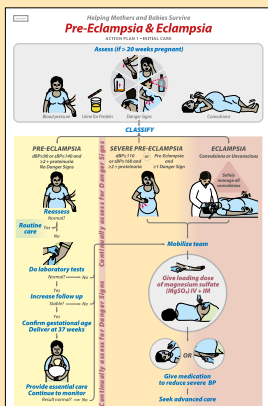 Helping Mothers and Babies Survive
Pre-Eclampsia & Eclampsia
ACTION PLAN 1 • INITIAL CARE
Assess (if > 20 weeks pregnant)
Blood pressure
Urine for Protein
Danger Signs
Convulsions
CLASSIFY
PRE-ECLAMPSIA
dBP≥90 or sBP≥140 and
≥2+ proteinuria
No Danger Signs
SEVERE PRE-ECLAMPSIA
dBP≥110
or sBP≥160 and
≥2+ proteinuria
or
Pre-Eclampsia
and
≥1 Danger Sign
ECLAMPSIA
Convulsions or Unconscious
Safely
manage all
convulsions
Continually assess for Danger Signs
Continually assess for Danger Signs
Reassess
Normal?
Yes
No
Routine
care
Mobilize team
Do laboratory tests
Normal?
No
Yes
Increase follow up
Stable?
No
Yes
Confirm gestational age
Deliver at 37 weeks
Give loading dose
of magnesium sulfate
(MgSO₄) IV + IM
OR
Give medication
to reduce severe BP
Provide essential care
Continue to monitor
Result normal?
No
Seek advanced care